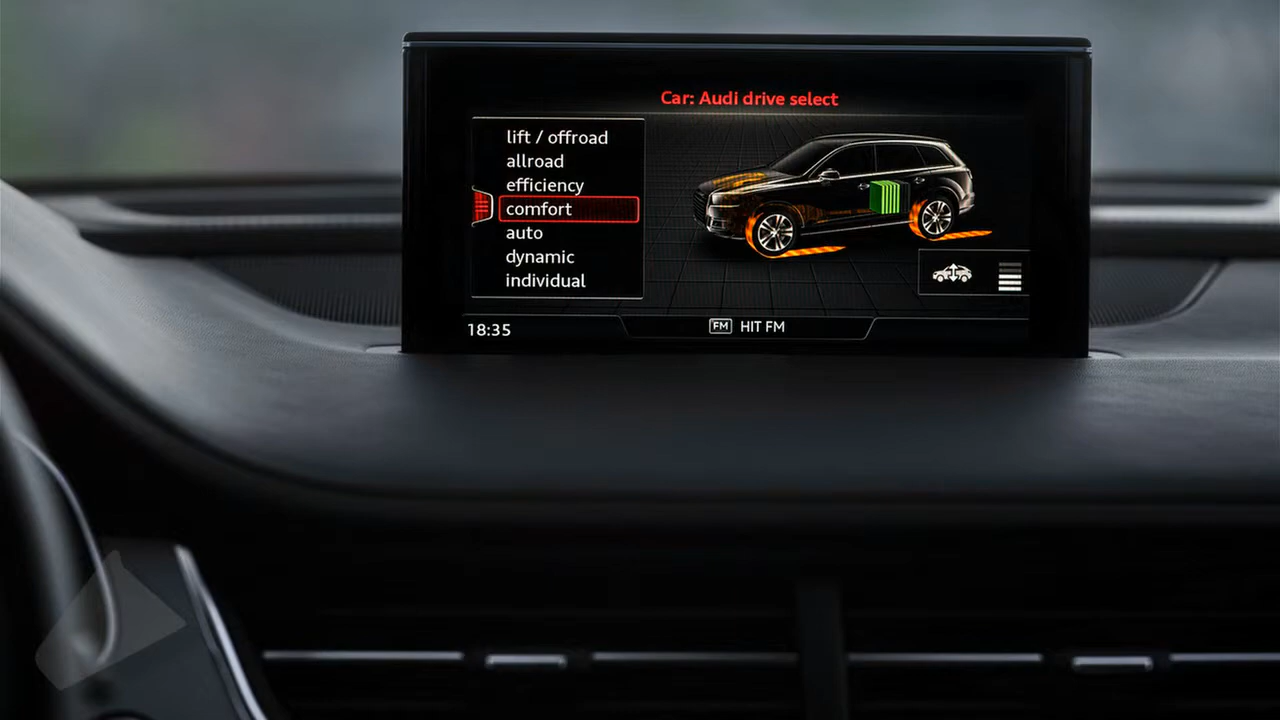 Car: Audi drive select
lift / offroad
allroad
efficiency
comfort
auto
dynamic
individual
18:35
FM HIT FM